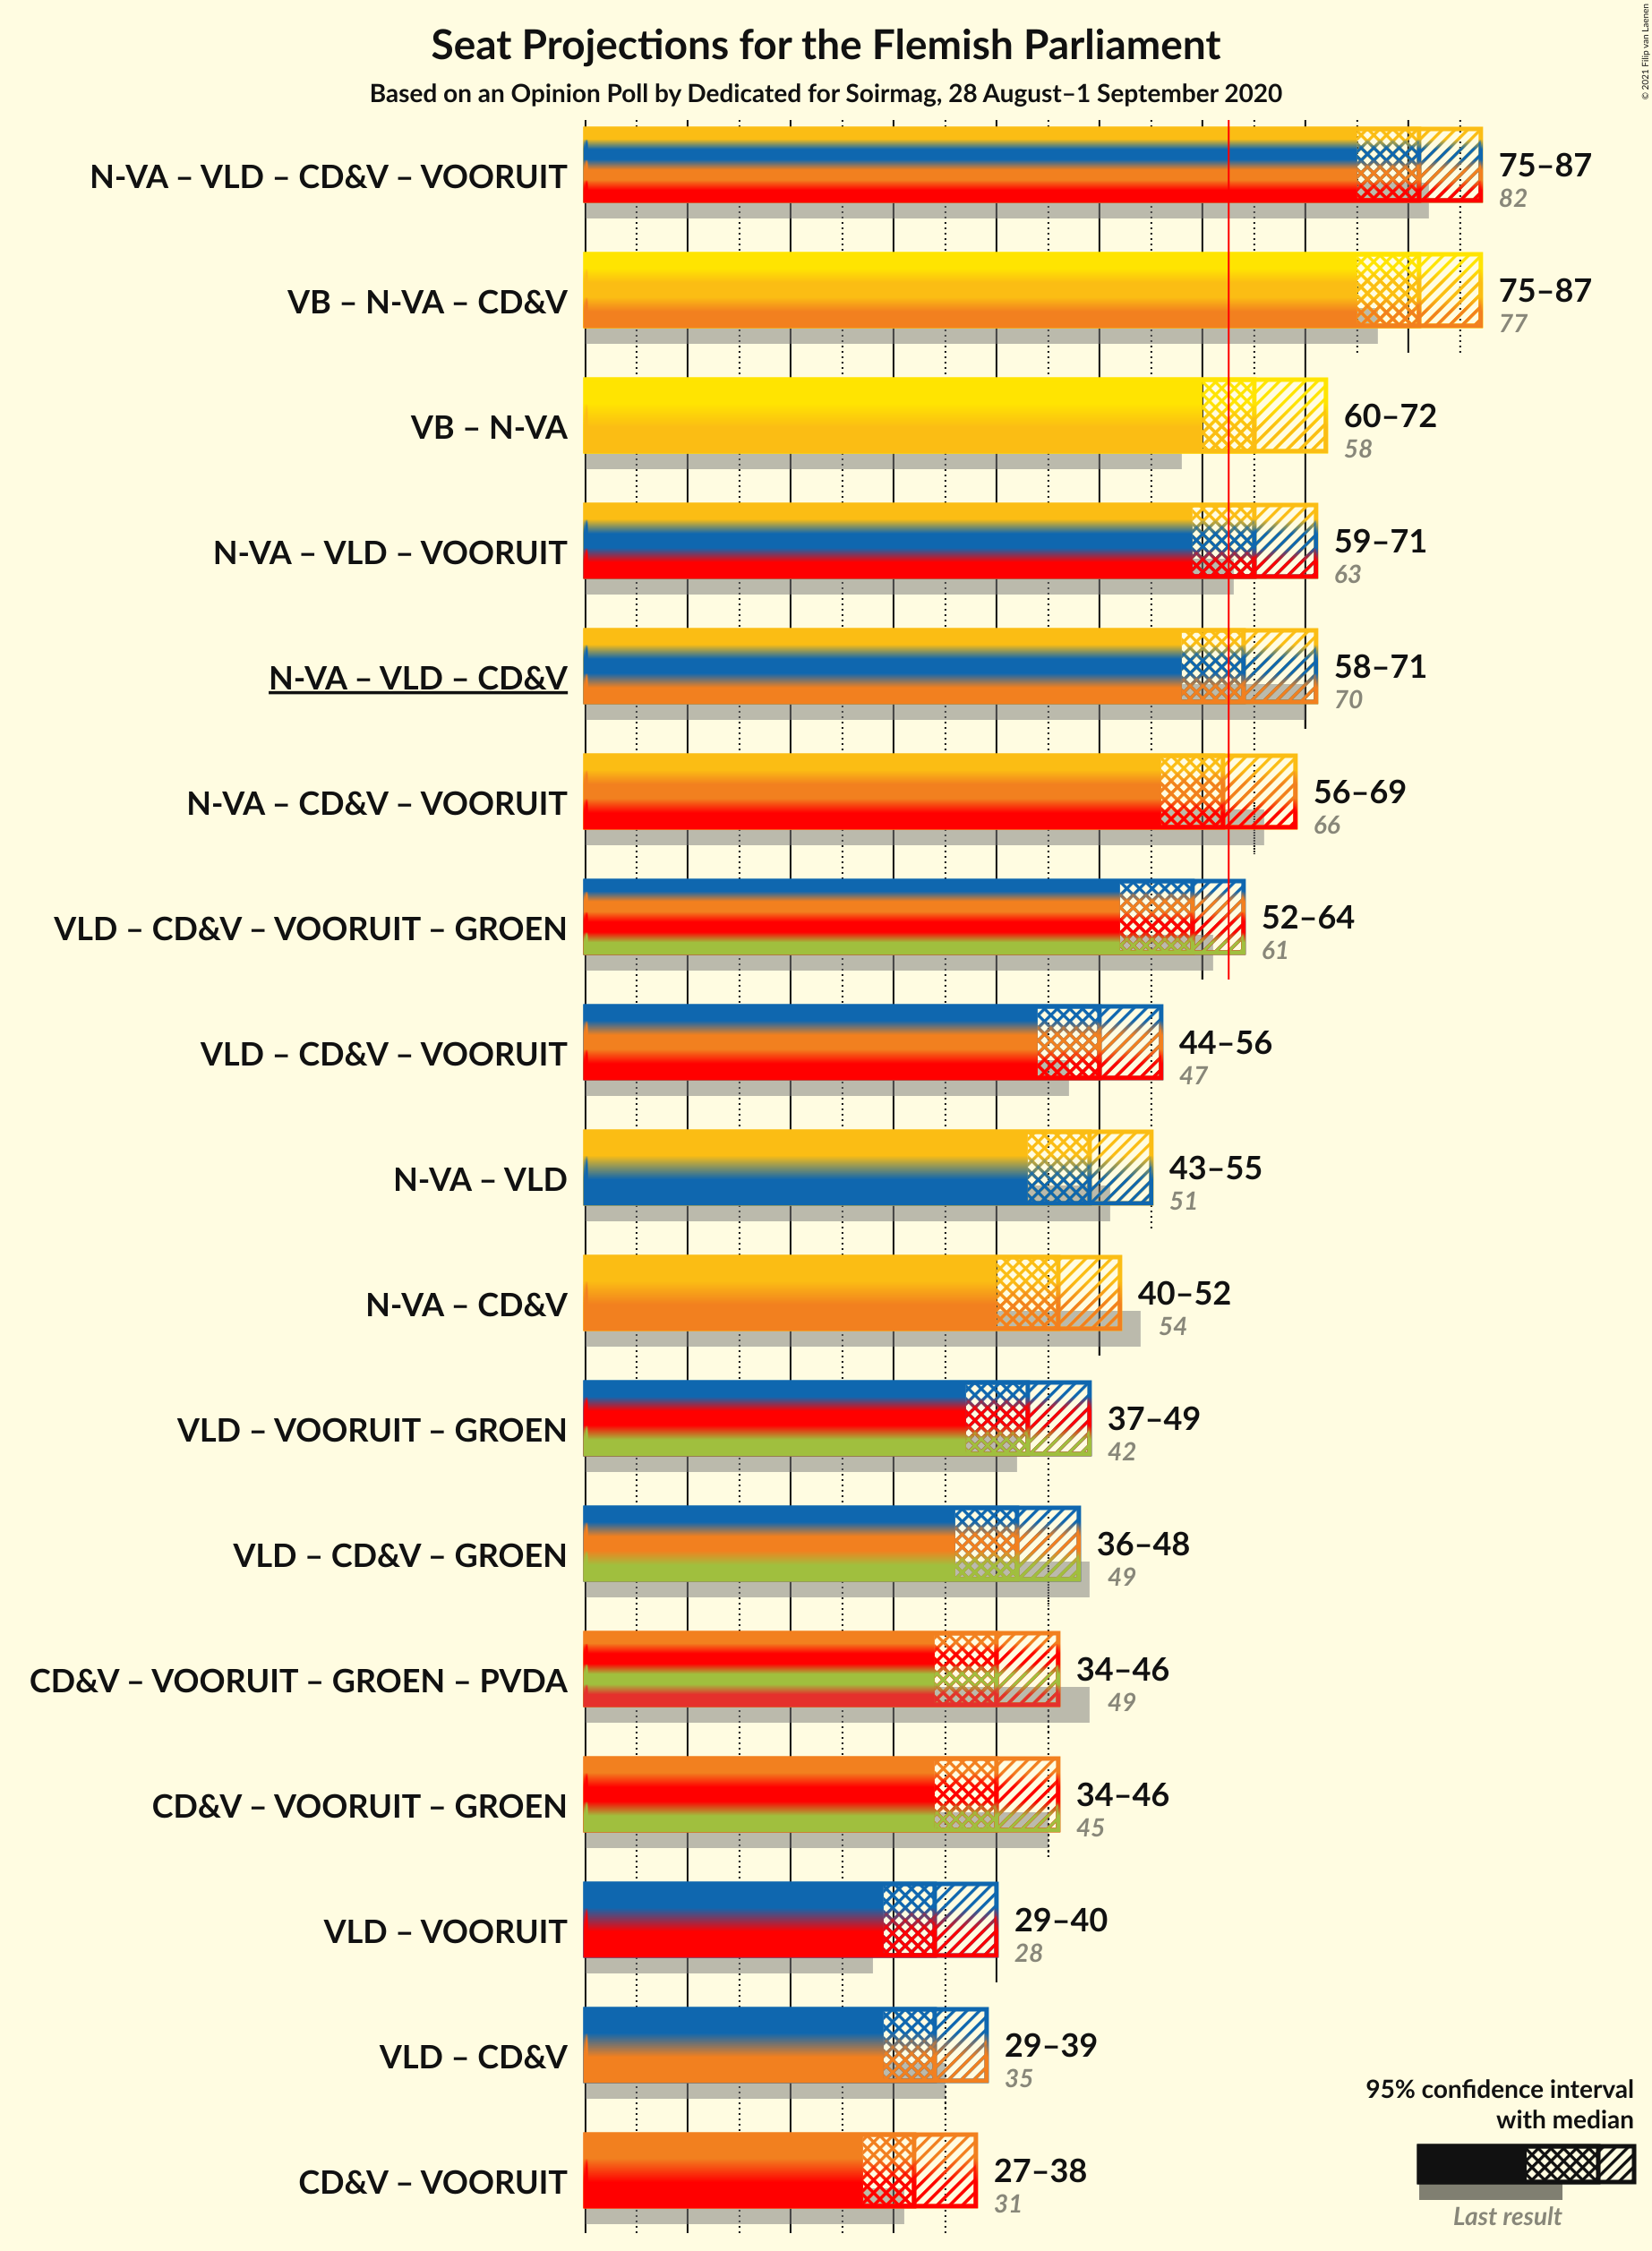 Seat Projections for the Flemish Parliament
Based on an Opinion Poll by Dedicated for Soirmag, 28 August–1 September 2020
© 2021 Filip van Laenen
N-VA – VLD – CD&V – VOORUIT
75–87
82
VB – N-VA – CD&V
75–87
77
VB – N-VA
60–72
58
N-VA – VLD – VOORUIT
59–71
63
N-VA – VLD – CD&V
58–71
70
N-VA – CD&V – VOORUIT
56–69
66
VLD – CD&V – VOORUIT – GROEN
52–64
61
VLD – CD&V – VOORUIT
44–56
47
N-VA – VLD
43–55
51
N-VA – CD&V
40–52
54
VLD – VOORUIT – GROEN
37–49
42
VLD – CD&V – GROEN
36–48
49
CD&V – VOORUIT – GROEN – PVDA
34–46
49
CD&V – VOORUIT – GROEN
34–46
45
VLD – VOORUIT
29–40
28
VLD – CD&V
29–39
35
CD&V – VOORUIT
27–38
31
95% confidence interval
with median
Last result